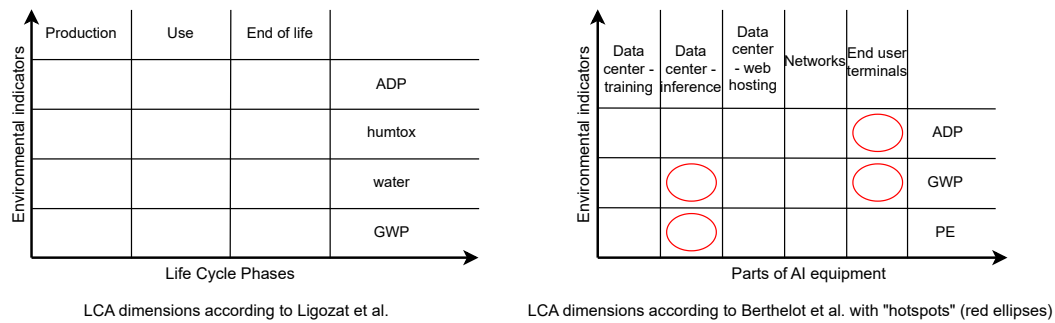 Environmental indicators
Production
Use
End of life
ADP
humtox
water
GWP
Life Cycle Phases
LCA dimensions according to Ligozat et al.
Environmental indicators
Data
center -
training
Data
center -
inference
Data
center
- web
hosting
Networks
End user
terminals
ADP
GWP
PE
Parts of AI equipment
LCA dimensions according to Berthelot et al. with "hotspots" (red ellipses)